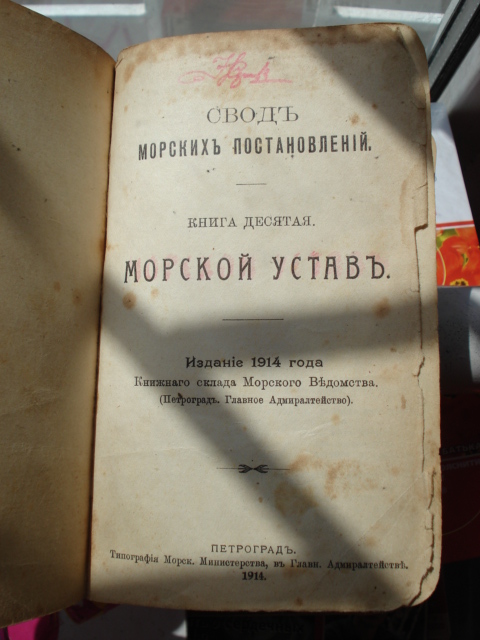 СВОДЪ
МОРСКИХЪ ПОСТАНОВЛЕНІЙ.
КНИГА ДЕСЯТАЯ.
МОРСКОЙ УСТАВЪ.
Изданіе 1914 года
Книжнаго склада Морского Вѣдомства.
(Петроградъ. Главное Адмиралтейство).
ПЕТРОГРАДЪ.
Типографія Морск. Министерства, въ Главн. Адмиралтействѣ.
1914.